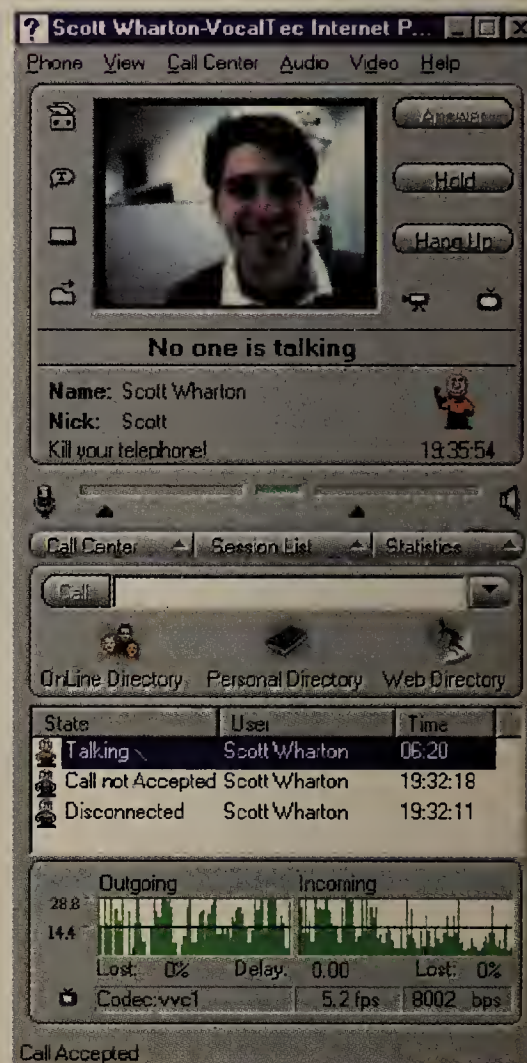 Scott Wharton-VocalTec Internet P...
Phone View Call Center Audio Video Help
Answer
Hold
Hang Up
No one is talking
Name: Scott Wharton
Nick: Scott
Kill your telephone!
19:35:54
Call Center Session List Statistics
Call
OnLine Directory Personal Directory Web Directory
State User Time
Talking Scott Wharton 06:20
Call not Accepted Scott Wharton 19:32:18
Disconnected Scott Wharton 19:32:11
Outgoing Incoming
28.8
14.4
Lost: 0% Delay: 0.00 Lost: 0%
Codec:vvc1 5.2 fps 8002 bps
Call Accepted